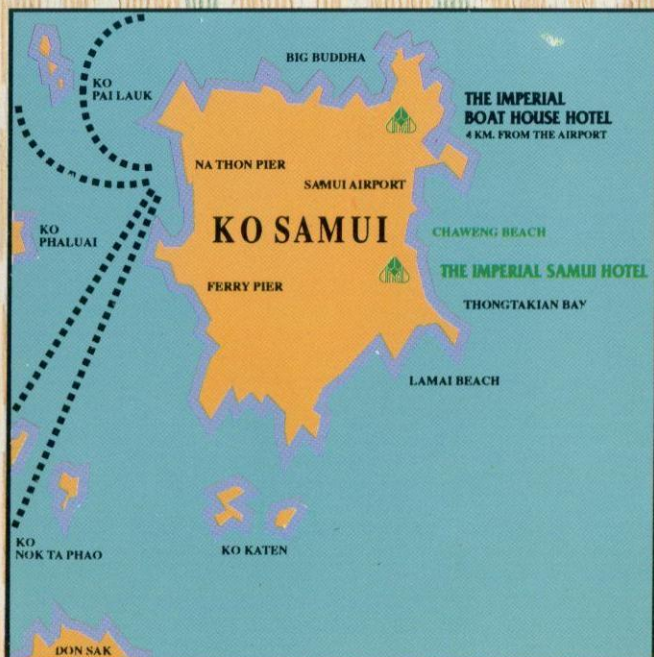 BIG BUDDHA
KO
PAI LAUK
THE IMPERIAL
BOAT HOUSE HOTEL
4 KM. FROM THE AIRPORT
NA THON PIER
SAMUI AIRPORT
KO SAMUI
KO
PHALUAI
CHAWENG BEACH
THE IMPERIAL SAMUI HOTEL
FERRY PIER
THONGTAKIAN BAY
LAMAI BEACH
KO
NOK TA PHAO
KO KATEN
DON SAK